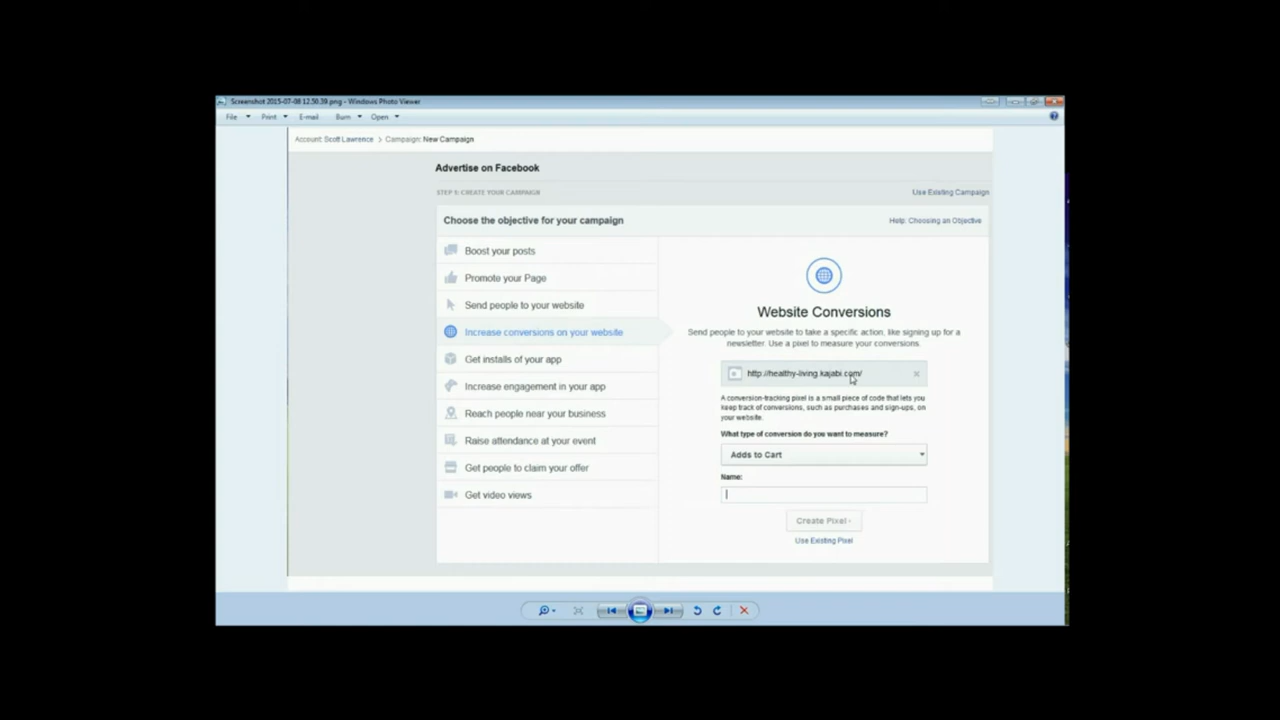 Screenshot 2015-07-08 12.50.39.png - Windows Photo Viewer
File Print E-mail Burn Open
Account: Scott Lawrence > Campaign: New Campaign
Advertise on Facebook
STEP 1: CREATE YOUR CAMPAIGN
Use Existing Campaign
Choose the objective for your campaign
Help: Choosing an Objective
Boost your posts
Promote your Page
Send people to your website
Increase conversions on your website
Get installs of your app
Increase engagement in your app
Reach people near your business
Raise attendance at your event
Get people to claim your offer
Get video views
Website Conversions
Send people to your website to take a specific action, like signing up for a
newsletter. Use a pixel to measure your conversions.
http://healthy-living.kajabi.com/
A conversion-tracking pixel is a small piece of code that lets you
keep track of conversions, such as purchases and sign-ups, on
your website.
What type of conversion do you want to measure?
Adds to Cart
Name:
Create Pixel
Use Existing Pixel